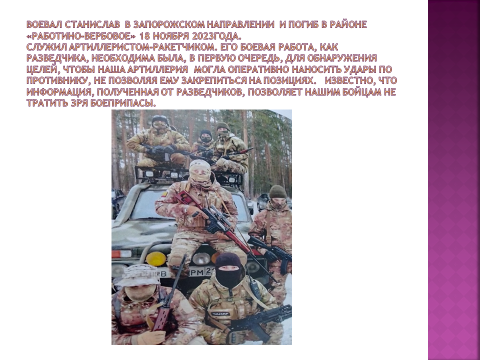 ВОЕВАЛ СТАНИСЛАВ В ЗАПОРОЖСКОМ НАПРАВЛЕНИИ И ПОГИБ В РАЙОНЕ
«РАБОТИНО-ВЕРБОВОЕ» 18 НОЯБРЯ 2023ГОДА.
СЛУЖИЛ АРТИЛЛЕРИСТОМ-РАКЕТЧИКОМ. ЕГО БОЕВАЯ РАБОТА, КАК
РАЗВЕДЧИКА, НЕОБХОДИМА БЫЛА, В ПЕРВУЮ ОЧЕРЕДЬ, ДЛЯ ОБНАРУЖЕНИЯ
ЦЕЛЕЙ, ЧТОБЫ НАША АРТИЛЛЕРИЯ МОГЛА ОПЕРАТИВНО НАНОСИТЬ УДАРЫ ПО
ПРОТИВНИКУ, НЕ ПОЗВОЛЯЯ ЕМУ ЗАКРЕПИТЬСЯ НА ПОЗИЦИЯХ. ИЗВЕСТНО, ЧТО
ИНФОРМАЦИЯ, ПОЛУЧЕННАЯ ОТ РАЗВЕДЧИКОВ, ПОЗВОЛЯЕТ НАШИМ БОЙЦАМ НЕ
ТРАТИТЬ ЗРЯ БОЕПРИПАСЫ.